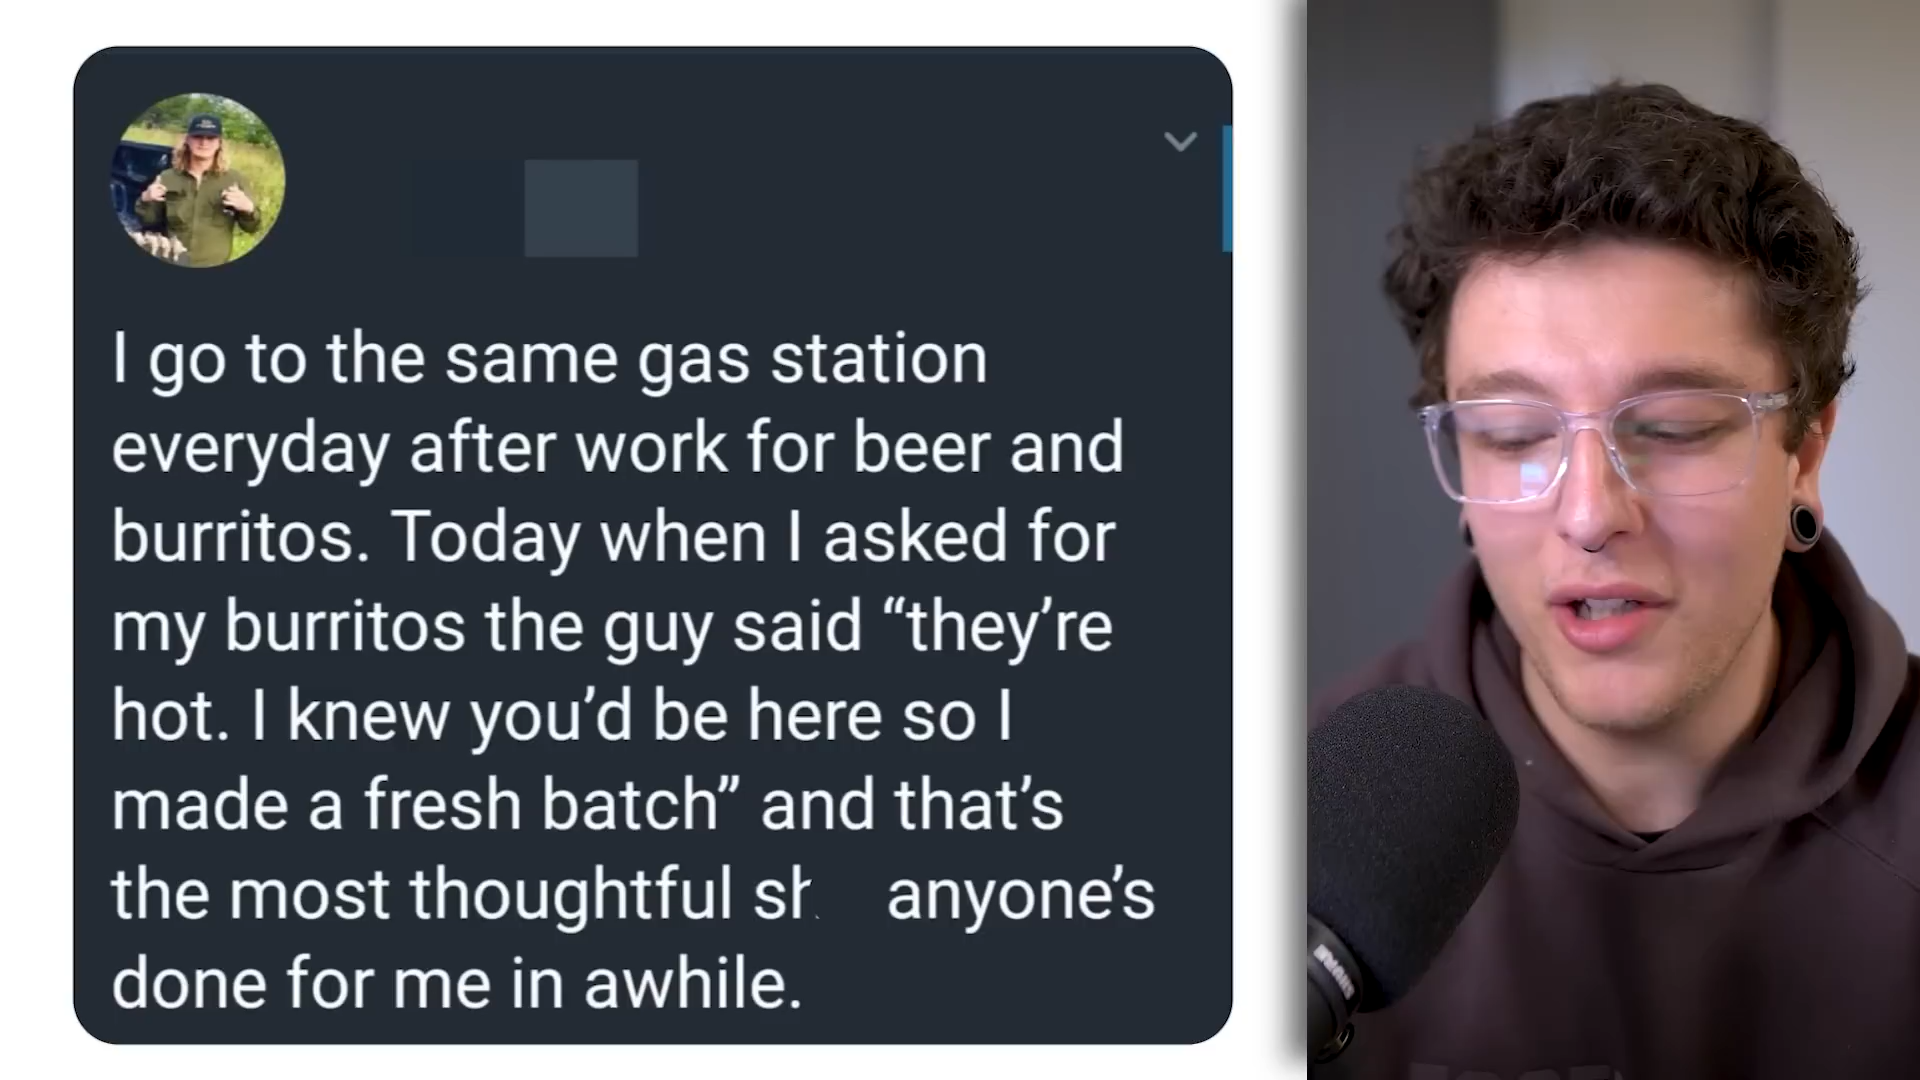 I go to the same gas station
everyday after work for beer and
burritos. Today when I asked for
my burritos the guy said “they’re
hot. I knew you’d be here so I
made a fresh batch” and that’s
the most thoughtful sh anyone’s
done for me in awhile.
SHURE